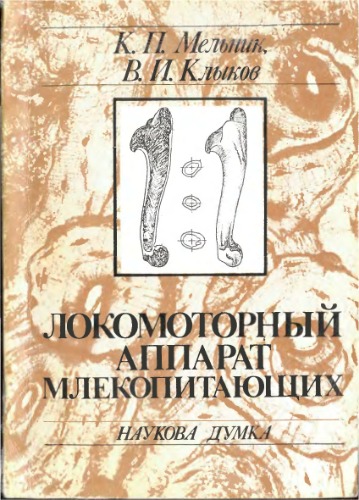 К. П. Мельник,
В. И. Клыков
ЛОКОМОТОРНЫЙ
АППАРАТ
МЛЕКОПИТАЮЩИХ
НАУКОВА ДУМКА